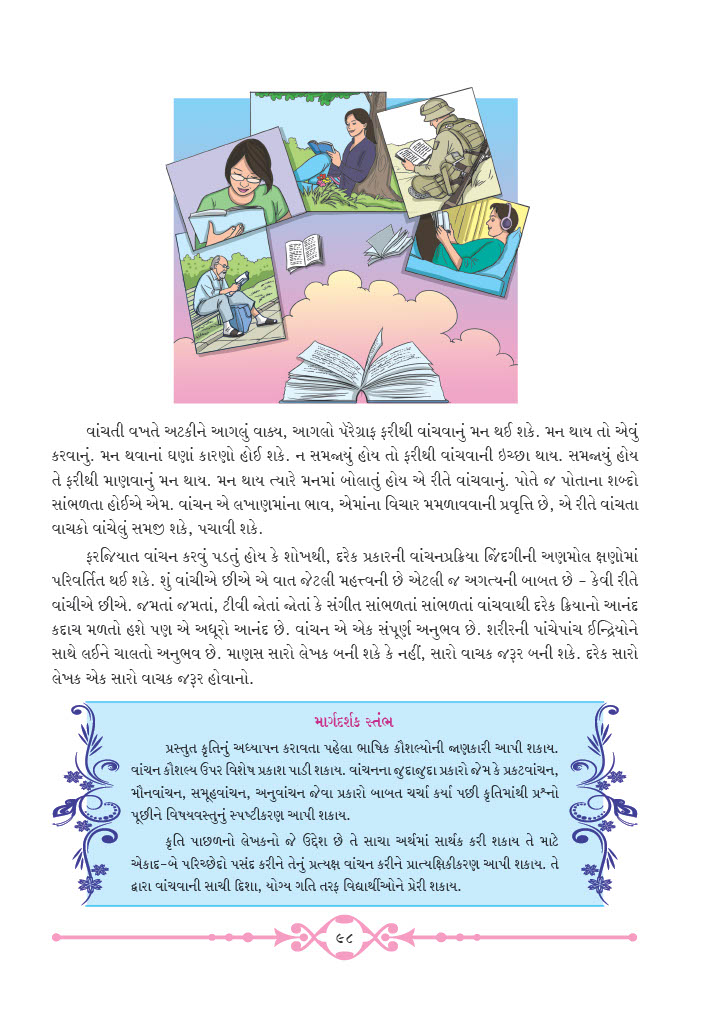 વાંચતી વખતે અટકીને આગલું વાક્ય, આગલો પૅરેગ્રાફ ફરીથી વાંચવાનું મન થઈ શકે. મન થાય તો એવું
કરવાનું. મન થવાનાં ઘણાં કારણો હોઈ શકે. ન સમજાયું હોય તો ફરીથી વાંચવાની ઇચ્છા થાય. સમજાયું હોય
તે ફરીથી માણવાનું મન થાય. મન થાય ત્યારે મનમાં બોલાતું હોય એ રીતે વાંચવાનું. પોતે જ પોતાના શબ્દો
સાંભળતા હોઈએ એમ. વાંચન એ લખાણમાંના ભાવ, એમાંના વિચાર મમળાવવાની પ્રવૃત્તિ છે, એ રીતે વાંચતા
વાચકો વાંચેલું સમજી શકે, પચાવી શકે.
ફરજિયાત વાંચન કરવું પડતું હોય કે શોખથી, દરેક પ્રકારની વાંચનપ્રક્રિયા જિંદગીની અણમોલ ક્ષણોમાં
પરિવર્તિત થઈ શકે. શું વાંચીએ છીએ એ વાત જેટલી મહત્ત્વની છે એટલી જ અગત્યની બાબત છે – કેવી રીતે
વાંચીએ છીએ. જમતાં જમતાં, ટીવી જોતાં જોતાં કે સંગીત સાંભળતાં સાંભળતાં વાંચવાથી દરેક ક્રિયાનો આનંદ
કદાચ મળતો હશે પણ એ અધૂરો આનંદ છે. વાંચન એ એક સંપૂર્ણ અનુભવ છે. શરીરની પાંચેપાંચ ઈન્દ્રિયોને
સાથે લઈને ચાલતો અનુભવ છે. માણસ સારો લેખક બની શકે કે નહીં, સારો વાચક જરૂર બની શકે. દરેક સારો
લેખક એક સારો વાચક જરૂર હોવાનો.
માર્ગદર્શક સ્તંભ
પ્રસ્તુત કૃતિનું અધ્યાપન કરાવતા પહેલા ભાષિક કૌશલ્યોની જાણકારી આપી શકાય.
વાંચન કૌશલ્ય ઉપર વિશેષ પ્રકાશ પાડી શકાય. વાંચનના જુદાજુદા પ્રકારો જેમ કે પ્રકટવાંચન,
મૌનવાંચન, સમૂહવાંચન, અનુવાંચન જેવા પ્રકારો બાબત ચર્ચા કર્યા પછી કૃતિમાંથી પ્રશ્નો
પૂછીને વિષયવસ્તુનું સ્પષ્ટીકરણ આપી શકાય.
કૃતિ પાછળનો લેખકનો જે ઉદ્દેશ છે તે સાચા અર્થમાં સાર્થક કરી શકાય તે માટે
એકાદ-બે પરિચ્છેદો પસંદ કરીને તેનું પ્રત્યક્ષ વાંચન કરીને પ્રાત્યક્ષિકીકરણ આપી શકાય. તે
દ્વારા વાંચવાની સાચી દિશા, યોગ્ય ગતિ તરફ વિદ્યાર્થીઓને પ્રેરી શકાય.
૯૮